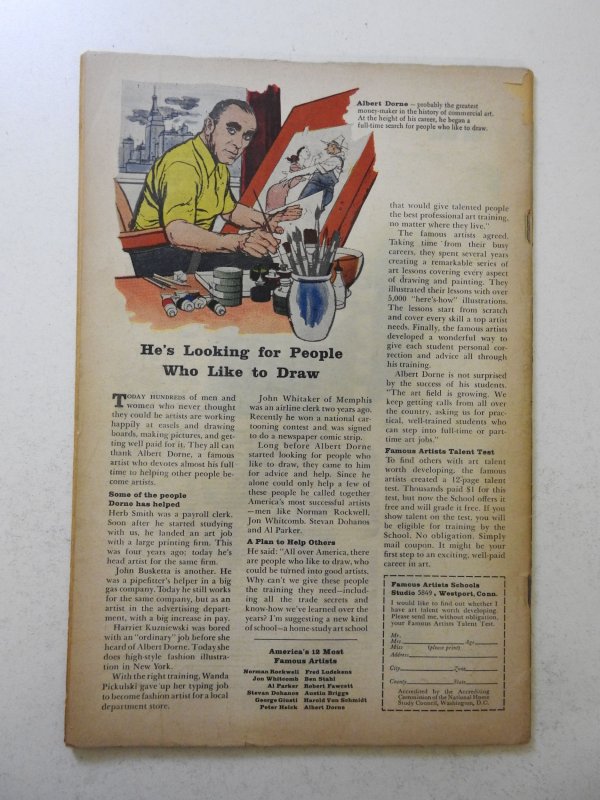 Albert Dorne — probably the greatest
money-maker in the history of commercial art.
At the height of his career, he began a
full-time search for people who like to draw.
He's Looking for People
Who Like to Draw
TODAY HUNDREDS of men and
women who never thought
they could be artists are working
happily at easels and drawing
boards, making pictures, and get-
ting well paid for it. They all can
thank Albert Dorne, a famous
artist who devotes almost his full
time to helping other people be-
come artists.
Some of the people
Dorne has helped
Herb Smith was a payroll clerk.
Soon after he started studying
with us, he landed an art job
with a large printing firm. This
was four years ago; today he's
head artist for the same firm.
John Busketta is another. He
was a pipefitter's helper in a big
gas company. Today he still works
for the same company, but as an
artist in the advertising depart-
ment, with a big increase in pay.
Harriet Kuzniewski was bored
with an "ordinary" job before she
heard of Albert Dorne. Today she
does high-style fashion illustra-
tion in New York.
With the right training, Wanda
Pickulski gave up her typing job
to become fashion artist for a local
department store.
John Whitaker of Memphis
was an airline clerk two years ago.
Recently he won a national car-
tooning contest and was signed
to do a newspaper comic strip.
Long before Albert Dorne
started looking for people who
like to draw, they came to him
for advice and help. Since he
alone could only help a few of
these people he called together
America's most successful artists
—men like Norman Rockwell,
Jon Whitcomb, Stevan Dohanos
and Al Parker.
A Plan to Help Others
He said: "All over America, there
are people who like to draw, who
could be turned into good artists.
Why can't we give these people
the training they need—includ-
ing all the trade secrets and
know-how we've learned over the
years? I'm suggesting a new kind
of school—a home-study art school
America's 12 Most
Famous Artists
Norman Rockwell Fred Ludekens
Jon Whitcomb Ben Stahl
Al Parker Robert Fawcett
Stevan Dohanos Austin Briggs
George Giusti Harold Von Schmidt
Peter Helck Albert Dorne
that would give talented people
the best professional art training,
no matter where they live."
The famous artists agreed.
Taking time from their busy
careers, they spent several years
creating a remarkable series of
art lessons covering every aspect
of drawing and painting. They
illustrated their lessons with over
5,000 "here's-how" illustrations.
The lessons start from scratch
and cover every skill a top artist
needs. Finally, the famous artists
developed a wonderful way to
give each student personal cor-
rection and advice all through
his training.
Albert Dorne is not surprised
by the success of his students.
"The art field is growing. We
keep getting calls from all over
the country, asking us for prac-
tical, well-trained students who
can step into full-time or part-
time art jobs."
Famous Artists Talent Test
To find others with art talent
worth developing, the famous
artists created a 12-page talent
test. Thousands paid $1 for this
test, but now the School offers it
free and will grade it free. If you
show talent on the test, you will
be eligible for training by the
School. No obligation. Simply
mail coupon. It might be your
first step to an exciting, well-paid
career in art.
Famous Artists Schools
Studio 5849, Westport, Conn.
I would like to find out whether I
have art talent worth developing.
Please send me, without obligation,
your Famous Artists Talent Test.
Mr.
Mrs. Age
Miss (please print)
Address
City Zone
County State
Accredited by the Accrediting
Commission of the National Home
Study Council, Washington, D.C.